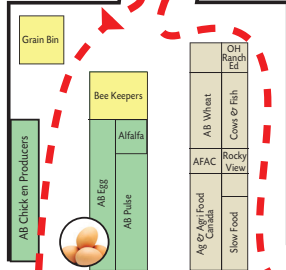 Grain Bin
Bee Keepers
Alfalfa
AB Chick en Producers
AB Egg
AB Pulse
OH
Ranch
Ed
AB Wheat
Cows & Fish
AFAC
Rocky
View
Ag & Agri Food
Canada
Slow Food